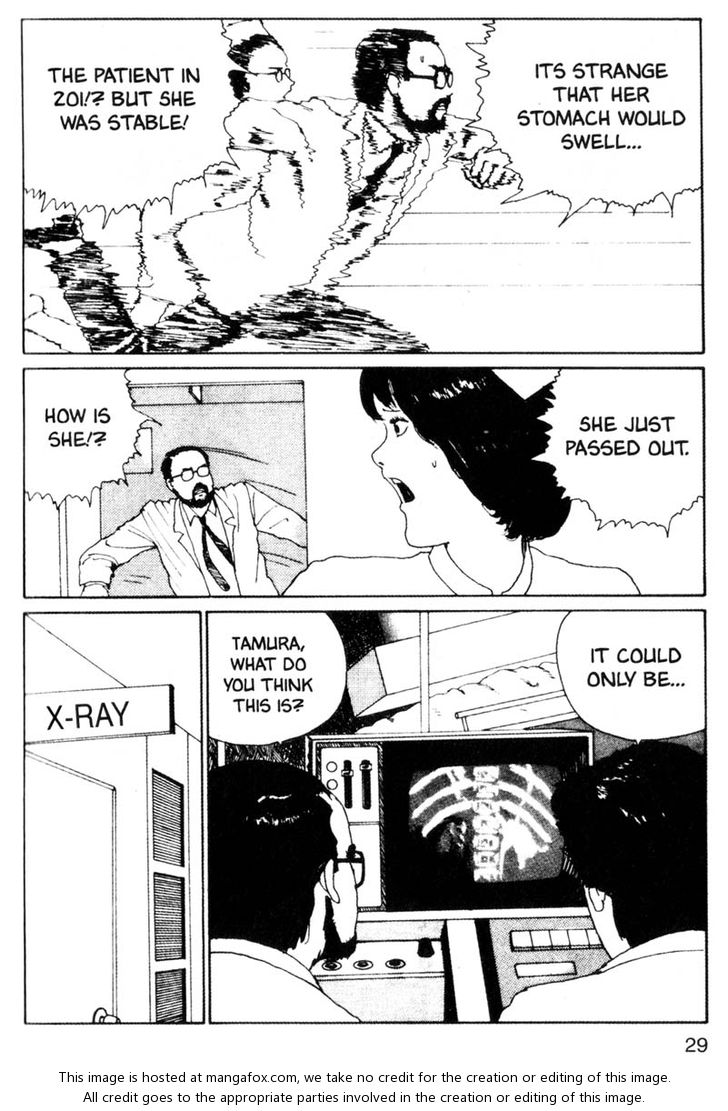 ITS STRANGE
THAT HER
STOMACH WOULD
SWELL...
THE PATIENT IN
201!? BUT SHE
WAS STABLE!
SHE JUST
PASSED OUT.
HOW IS
SHE!?
IT COULD
ONLY BE...
TAMURA,
WHAT DO
YOU THINK
THIS IS?
X-RAY
29
This image is hosted at mangafox.com, we take no credit for the creation or editing of this image.
All credit goes to the appropriate parties involved in the creation or editing of this image.